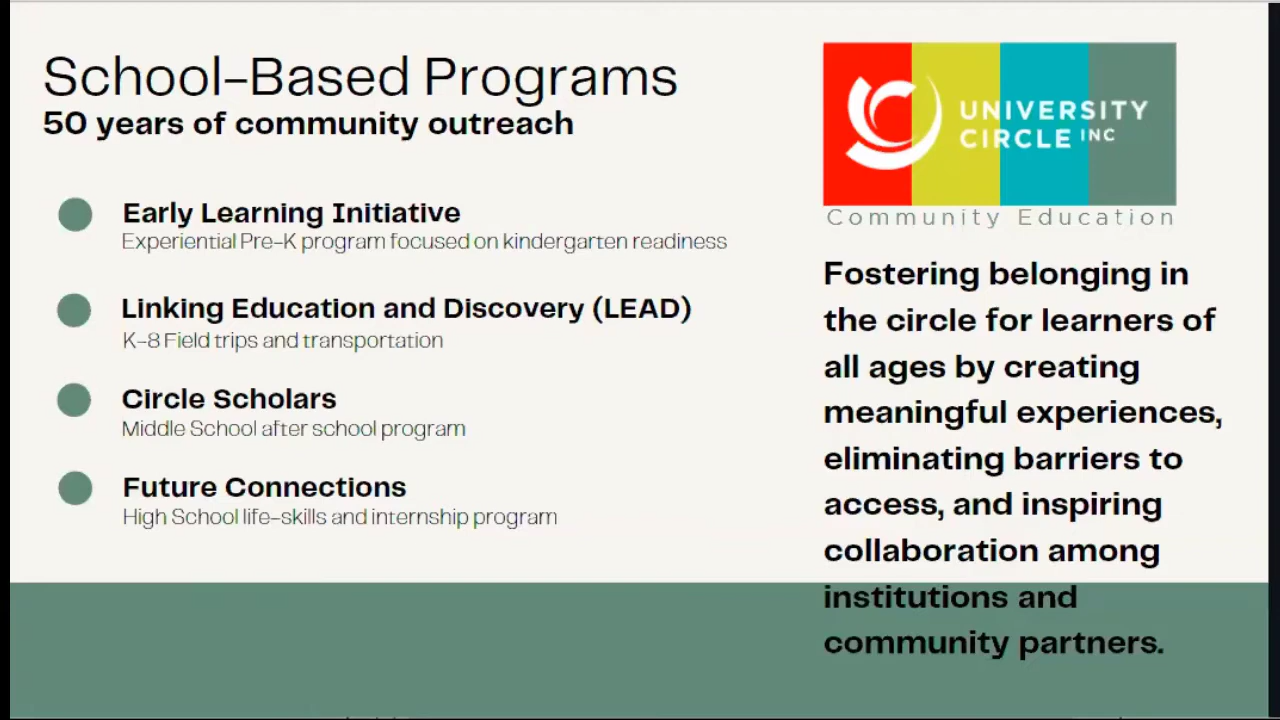 School-Based Programs
50 years of community outreach
Early Learning Initiative
Experiential Pre-K program focused on kindergarten readiness
Linking Education and Discovery (LEAD)
K-8 Field trips and transportation
Circle Scholars
Middle School after school program
Future Connections
High School life-skills and internship program
UNIVERSITY
CIRCLE INC
Community Education
Fostering belonging in
the circle for learners of
all ages by creating
meaningful experiences,
eliminating barriers to
access, and inspiring
collaboration among
institutions and
community partners.